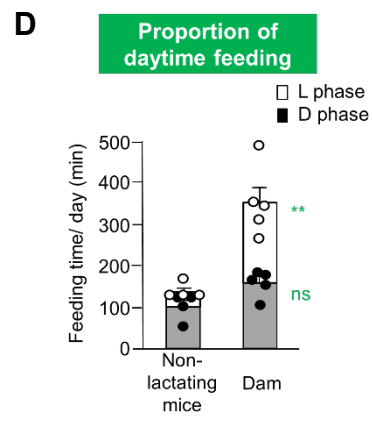 D
Proportion of
daytime feeding
L phase
D phase
Feeding time/ day (min)
500
400
300
200
100
0
**
ns
Non-
lactating
mice
Dam